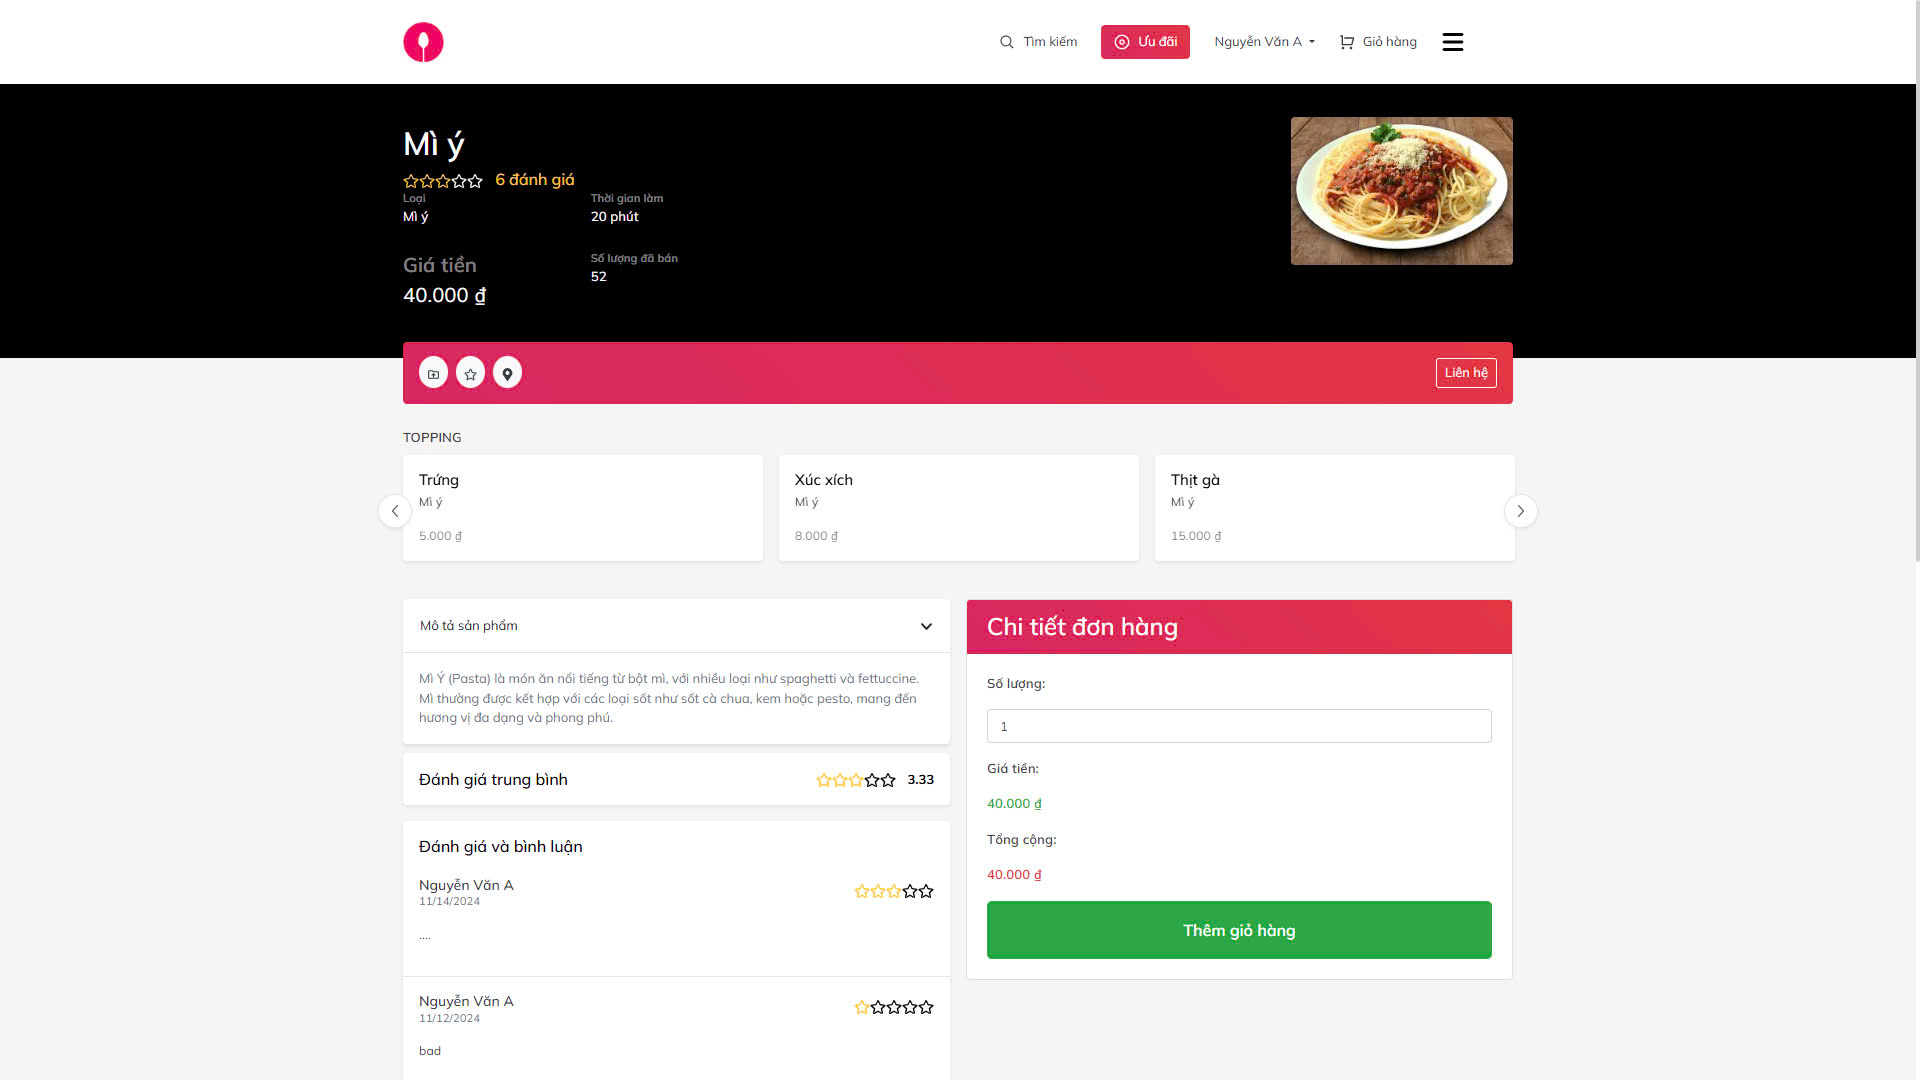 Tìm kiếm
Ưu đãi
Nguyễn Văn A
Giỏ hàng
Mì ý
6 đánh giá
Loại
Mì ý
Thời gian làm
20 phút
Giá tiền
40.000 ₫
Số lượng đã bán
52
Liên hệ
TOPPING
Trứng
Mì ý
5.000 ₫
Xúc xích
Mì ý
8.000 ₫
Thịt gà
Mì ý
15.000 ₫
Mô tả sản phẩm
Mì Ý (Pasta) là món ăn nổi tiếng từ bột mì, với nhiều loại như spaghetti và fettuccine.
Mì thường được kết hợp với các loại sốt như sốt cà chua, kem hoặc pesto, mang đến
hương vị đa dạng và phong phú.
Đánh giá trung bình
3.33
Đánh giá và bình luận
Nguyễn Văn A
11/14/2024
....
Nguyễn Văn A
11/12/2024
bad
Chi tiết đơn hàng
Số lượng:
1
Giá tiền:
40.000 ₫
Tổng cộng:
40.000 ₫
Thêm giỏ hàng